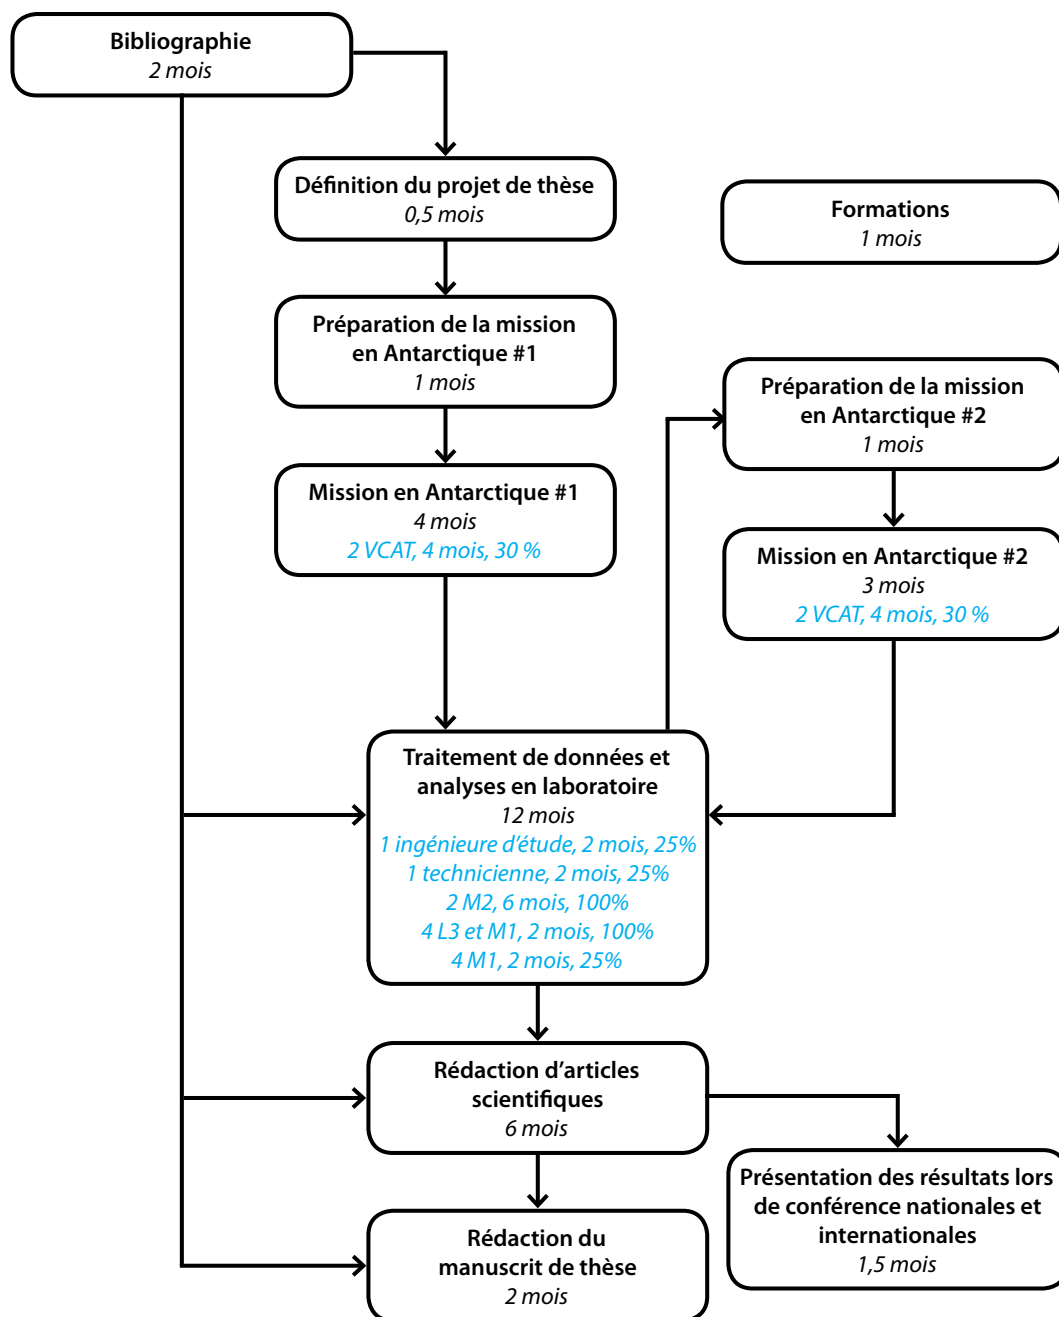 Bibliographie
2 mois
Définition du projet de thèse
0,5 mois
Formations
1 mois
Préparation de la mission
en Antarctique #1
1 mois
Préparation de la mission
en Antarctique #2
1 mois
Mission en Antarctique #1
4 mois
2 VCAT, 4 mois, 30 %
Mission en Antarctique #2
3 mois
2 VCAT, 4 mois, 30 %
Traitement de données et
analyses en laboratoire
12 mois
1 ingénieure d’étude, 2 mois, 25%
1 technicienne, 2 mois, 25%
2 M2, 6 mois, 100%
4 L3 et M1, 2 mois, 100%
4 M1, 2 mois, 25%
Rédaction d’articles
scientifiques
6 mois
Présentation des résultats lors
de conférence nationales et
internationales
1,5 mois
Rédaction du
manuscrit de thèse
2 mois